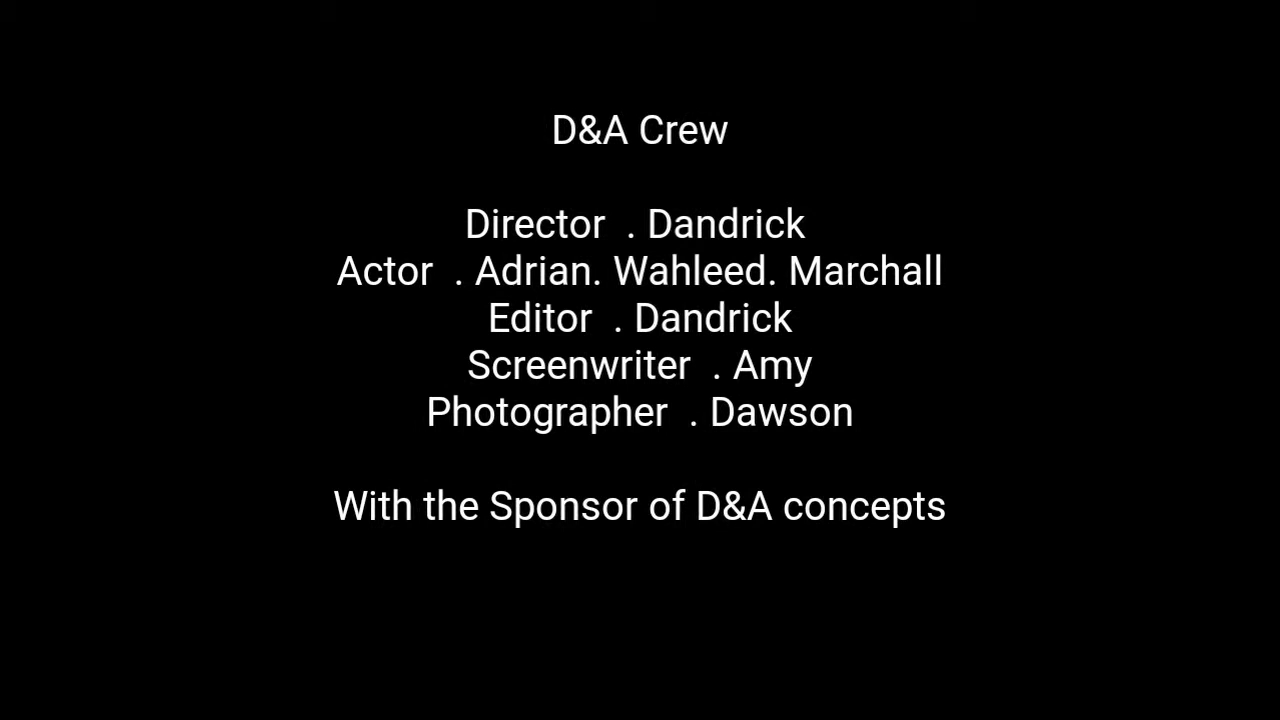 D&A Crew
Director  . Dandrick
Actor  . Adrian. Wahleed. Marchall
Editor  . Dandrick
Screenwriter  . Amy
Photographer  . Dawson
With the Sponsor of D&A concepts